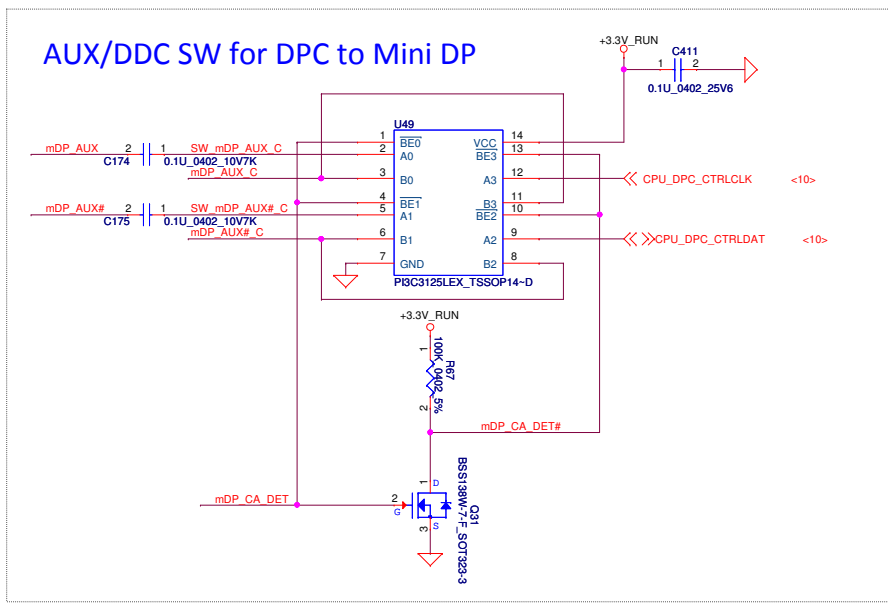 AUX/DDC SW for DPC to Mini DP
+3.3V_RUN
C411
1 2
0.1U_0402_25V6
U49
mDP_AUX 2 1 SW_mDP_AUX_C 1 BE0 VCC 14
C174 0.1U_0402_10V7K 2 A0 BE3 13
mDP_AUX_C 3 B0 A3 12 CPU_DPC_CTRLCLK <10>
4 BE1 B3 11
mDP_AUX# 2 1 SW_mDP_AUX#_C 5 A1 BE2 10
C175 0.1U_0402_10V7K
mDP_AUX#_C 6 B1 A2 9 CPU_DPC_CTRLDAT <10>
7 GND B2 8
PI3C3125LEX_TSSOP14~D
+3.3V_RUN
1
R67
100K_0402_5%
2
mDP_CA_DET#
mDP_CA_DET
1 D
2 G
3 S
Q31
BSS138W-7-F_SOT323-3